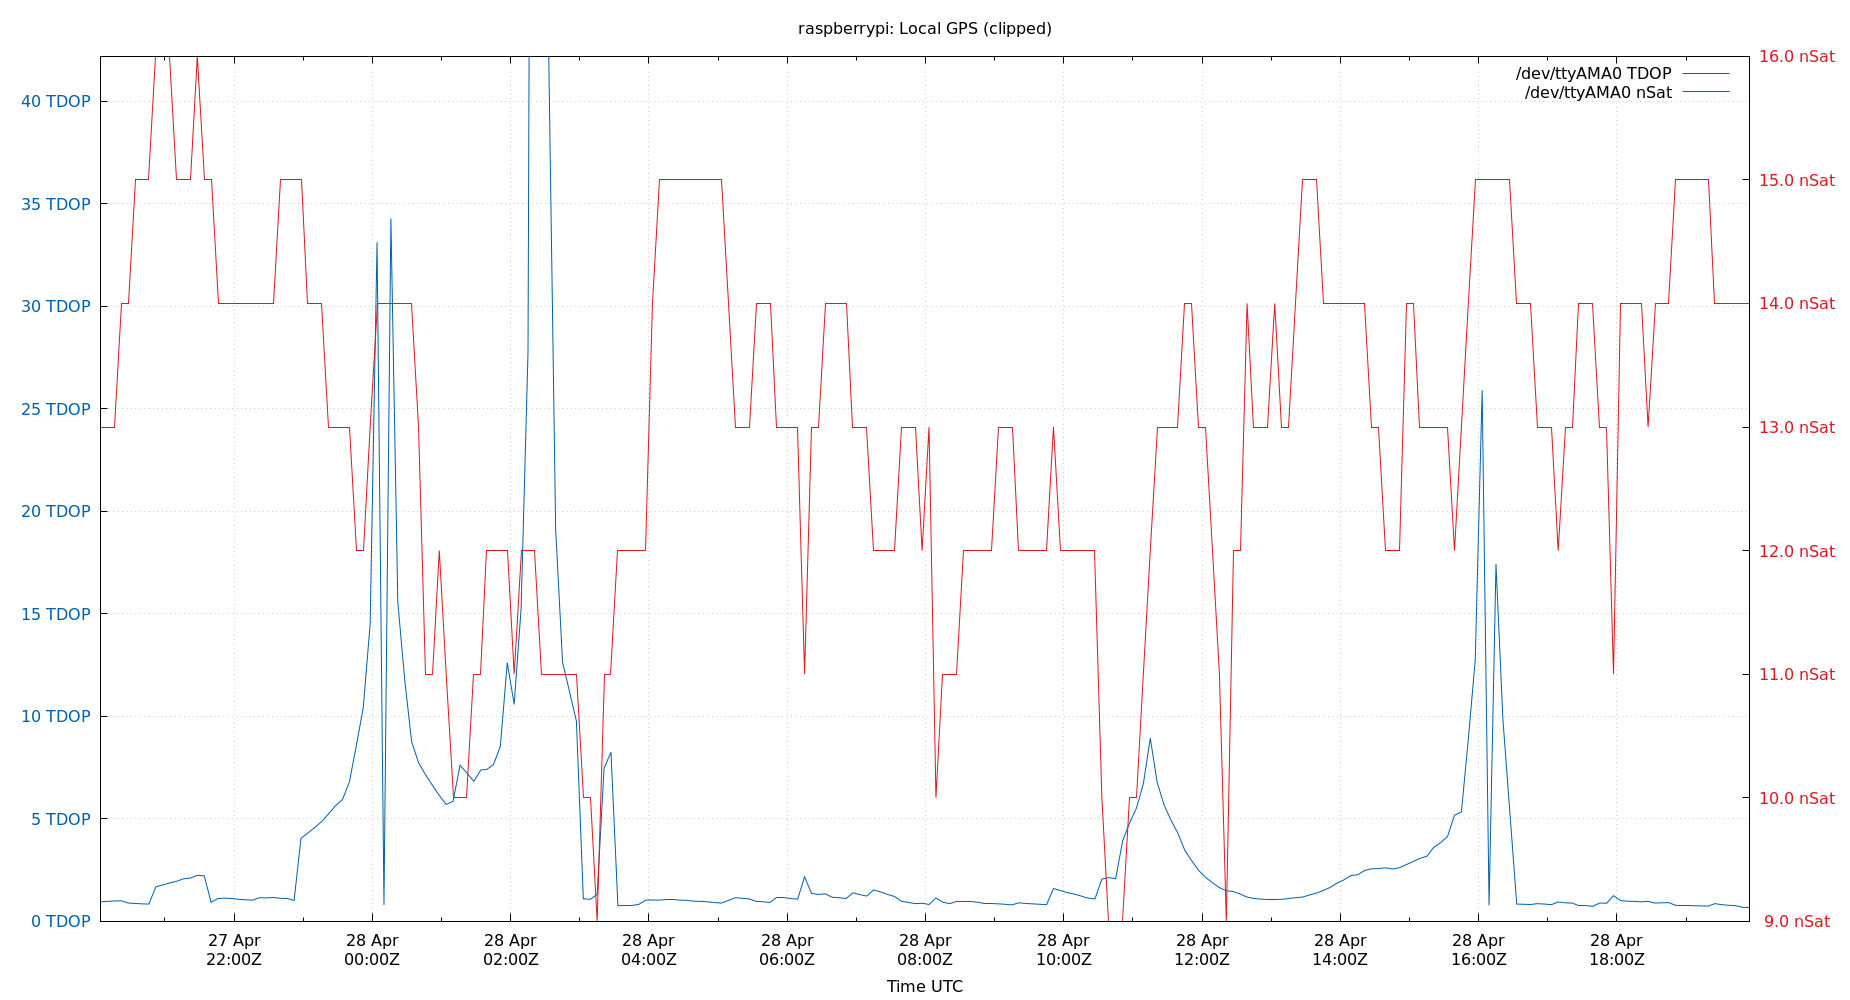 raspberrypi: Local GPS (clipped)
/dev/ttyAMA0 TDOP
/dev/ttyAMA0 nSat
40 TDOP
35 TDOP
30 TDOP
25 TDOP
20 TDOP
15 TDOP
10 TDOP
5 TDOP
0 TDOP
16.0 nSat
15.0 nSat
14.0 nSat
13.0 nSat
12.0 nSat
11.0 nSat
10.0 nSat
9.0 nSat
27 Apr
22:00Z
28 Apr
00:00Z
28 Apr
02:00Z
28 Apr
04:00Z
28 Apr
06:00Z
28 Apr
08:00Z
28 Apr
10:00Z
28 Apr
12:00Z
28 Apr
14:00Z
28 Apr
16:00Z
28 Apr
18:00Z
Time UTC